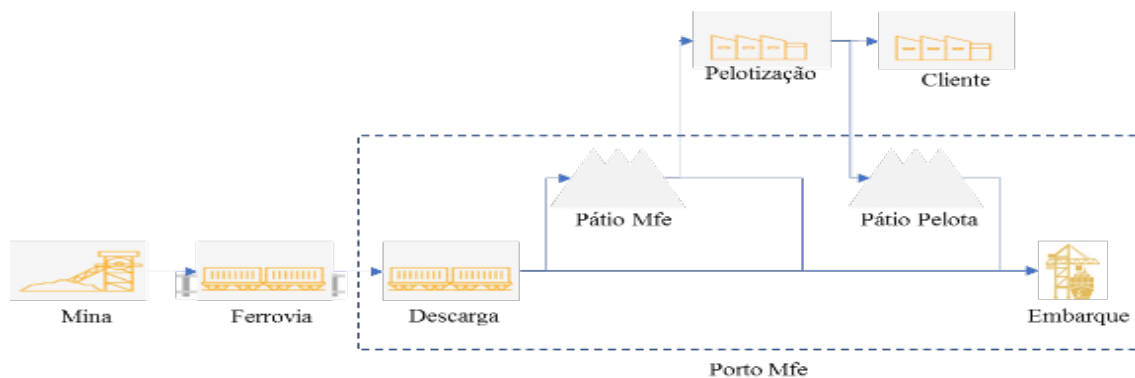 Pelotização
Cliente
Pátio Mfe
Pátio Pelota
Mina
Ferrovia
Descarga
Embarque
Porto Mfe